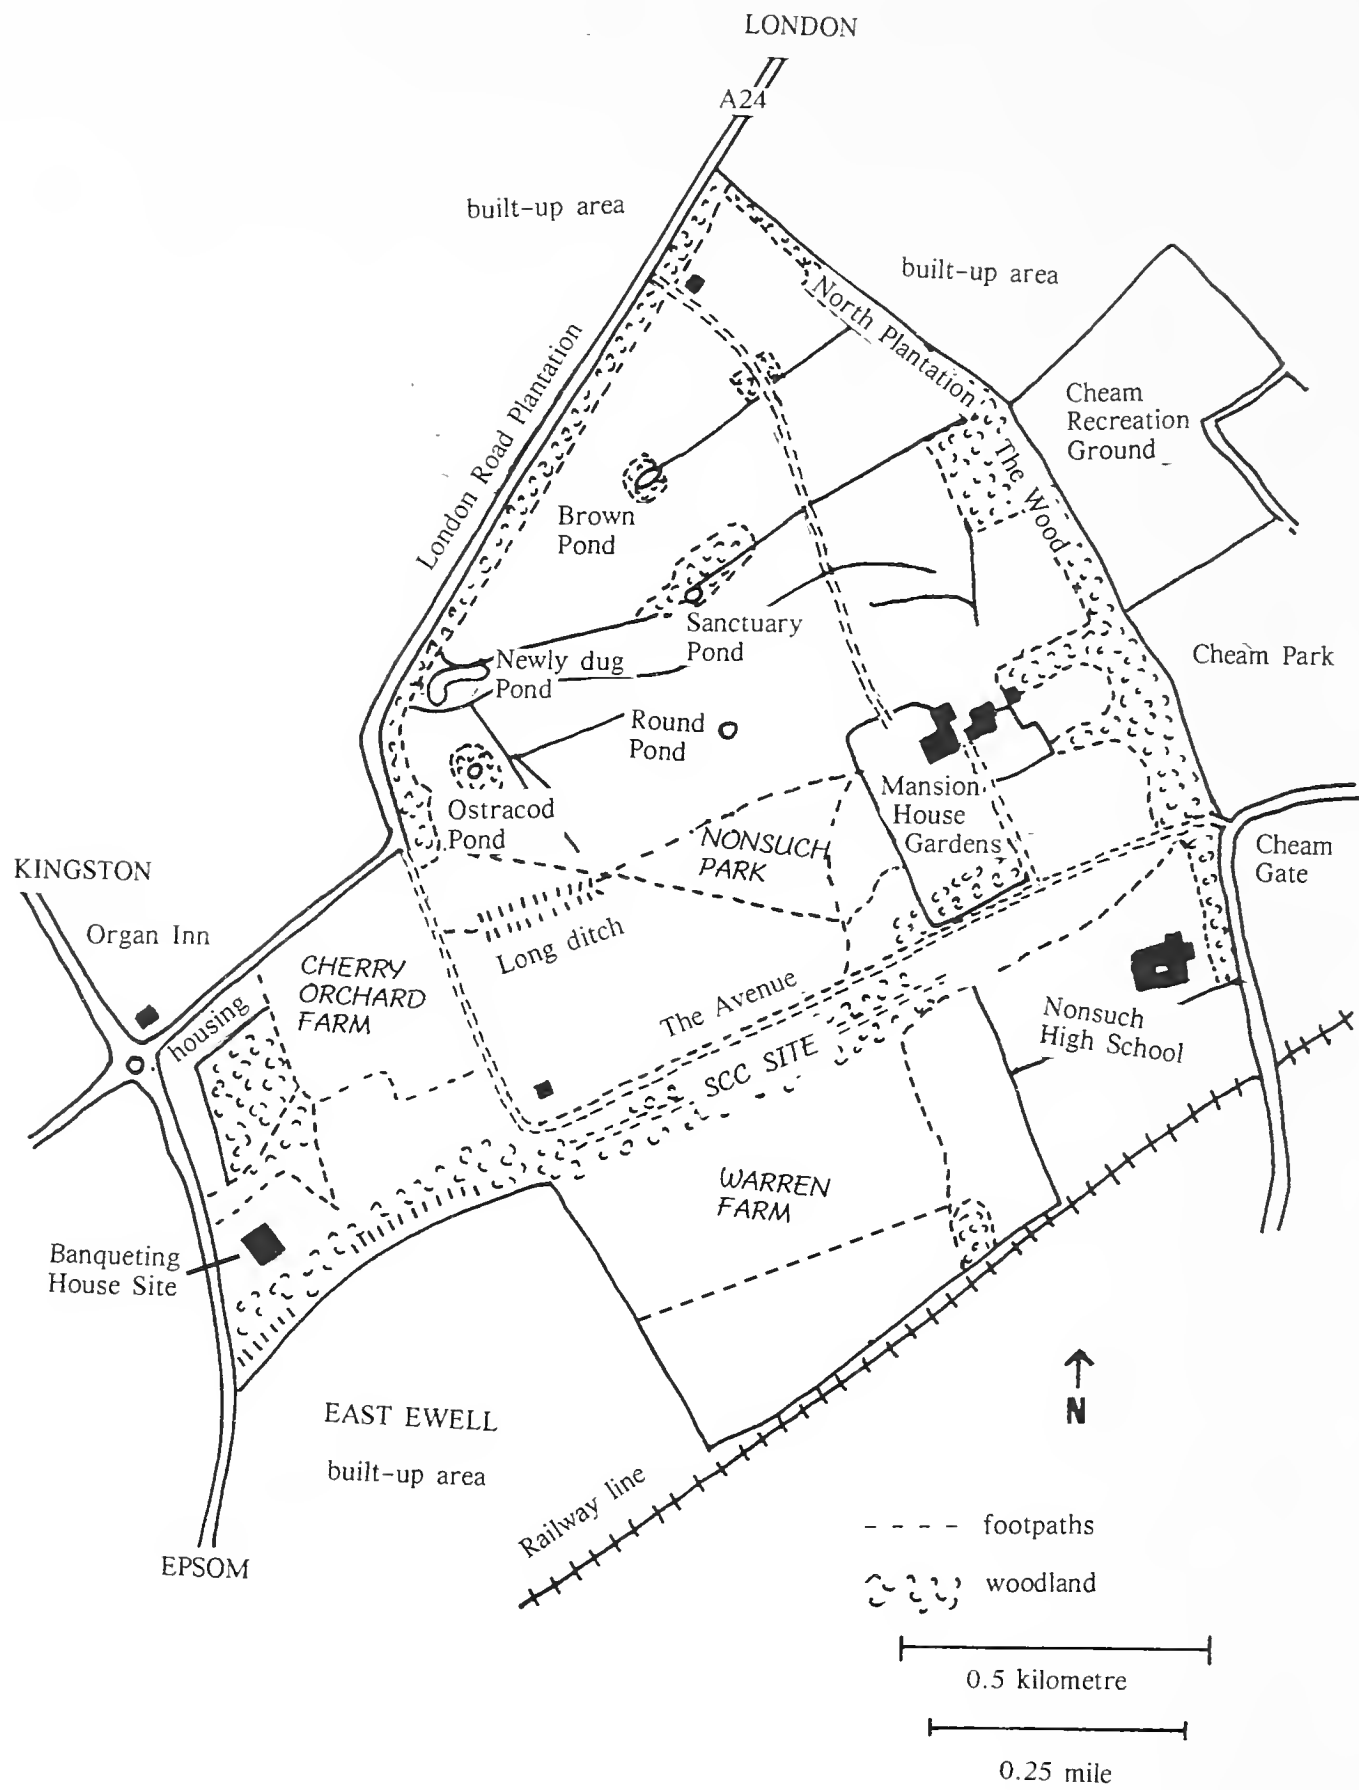 LONDON
A24
built-up area
built-up area
North Plantation
London Road Plantation
Cheam
Recreation
Ground
The Wood
Brown
Pond
Sanctuary
Pond
Cheam Park
Newly dug
Pond
Round
Pond
Mansion
House
Gardens
Ostracod
Pond
NONSUCH
PARK
Cheam
Gate
KINGSTON
Organ Inn
Long ditch
CHERRY
ORCHARD
FARM
housing
The Avenue
Nonsuch
High School
SCC SITE
WARREN
FARM
Banqueting
House Site
N
EAST EWELL
built-up area
Railway line
EPSOM
footpaths
woodland
0.5 kilometre
0.25 mile